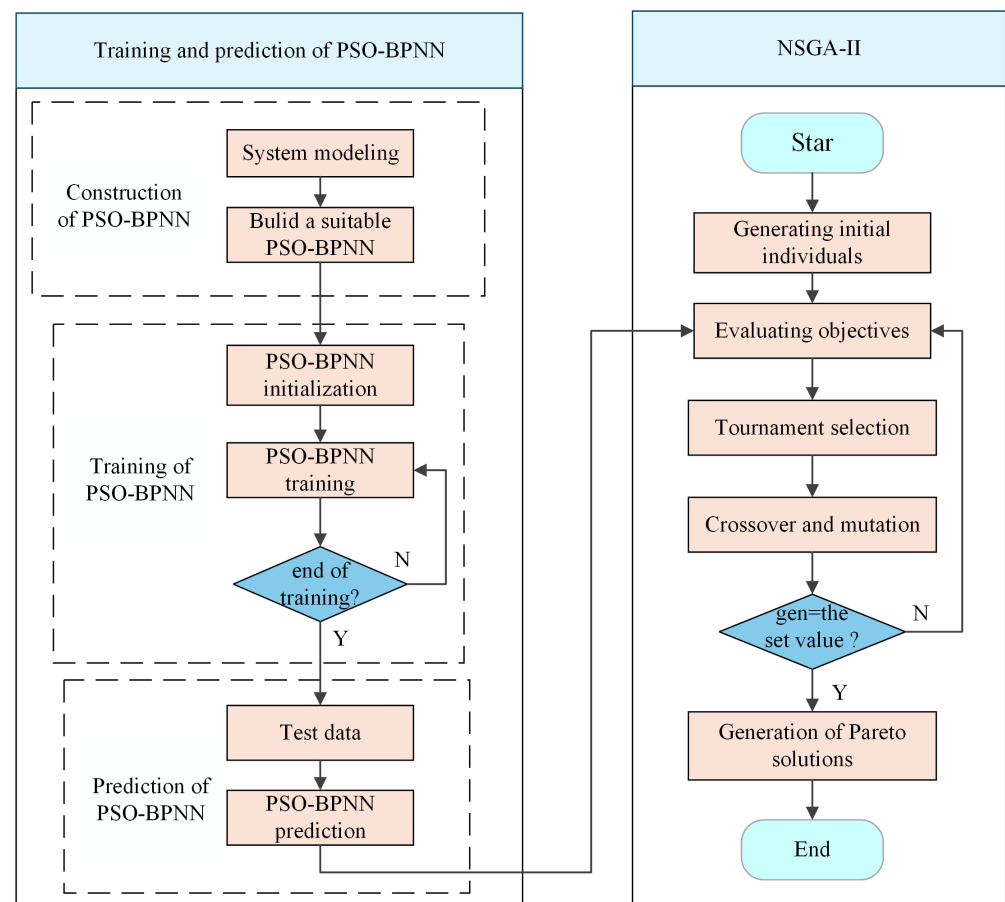 Training and prediction of PSO-BPNN
Construction
of PSO-BPNN
System modeling
Bulid a suitable
PSO-BPNN
Training of
PSO-BPNN
PSO-BPNN
initialization
PSO-BPNN
training
end of
training?
N
Y
Prediction of
PSO-BPNN
Test data
PSO-BPNN
prediction
NSGA-II
Star
Generating initial
individuals
Evaluating objectives
Tournament selection
Crossover and mutation
gen=the
set value ?
N
Y
Generation of Pareto
solutions
End